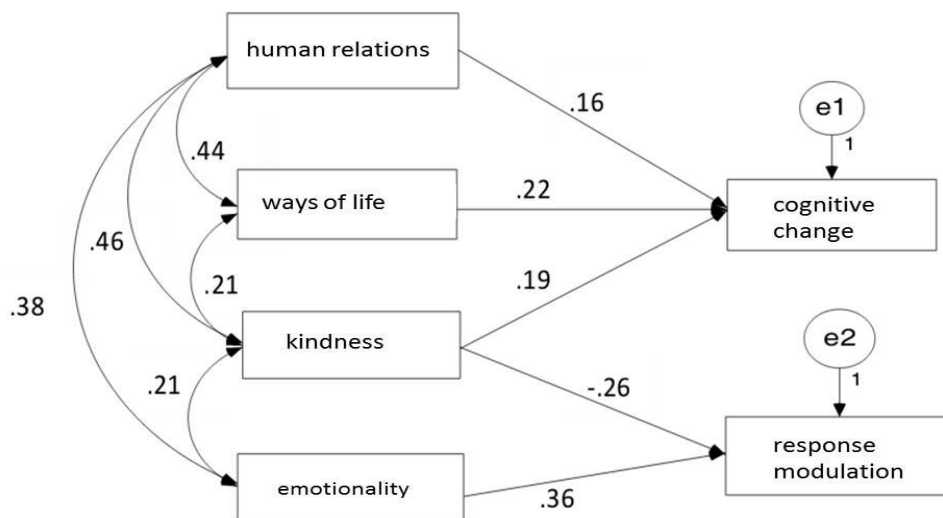 human relations
.16
e1
1
.44
ways of life
.22
cognitive
change
.46
.21
.19
.38
kindness
e2
1
.21
-.26
response
modulation
emotionality
.36